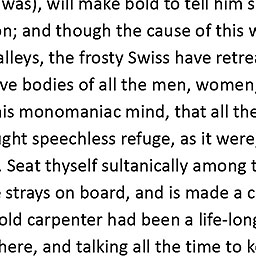 was), will make bold to tell him s
on; and though the cause of this w
alleys, the frosty Swiss have retre
ve bodies of all the men, women,
his monomaniac mind, that all the
ught speechless refuge, as it were,
. Seat thyself sultanically among t
strays on board, and is made a c
old carpenter had been a life-long
here, and talking all the time to k